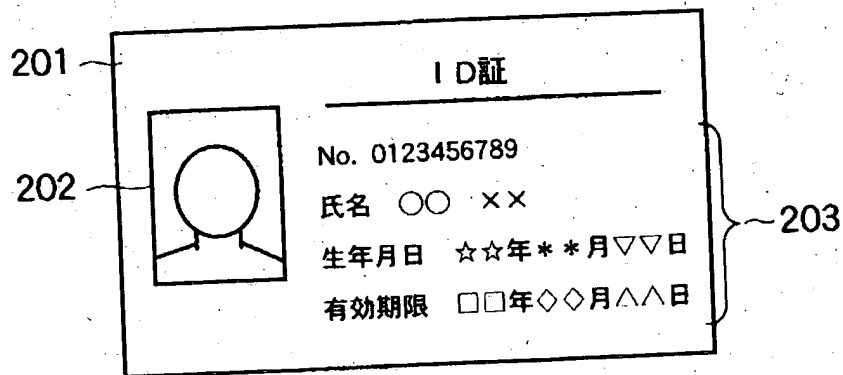 201
ID証
No. 0123456789
202
氏名 ○○ ××
203
生年月日 ☆☆年**月▽▽日
有効期限 □□年◇◇月△△日